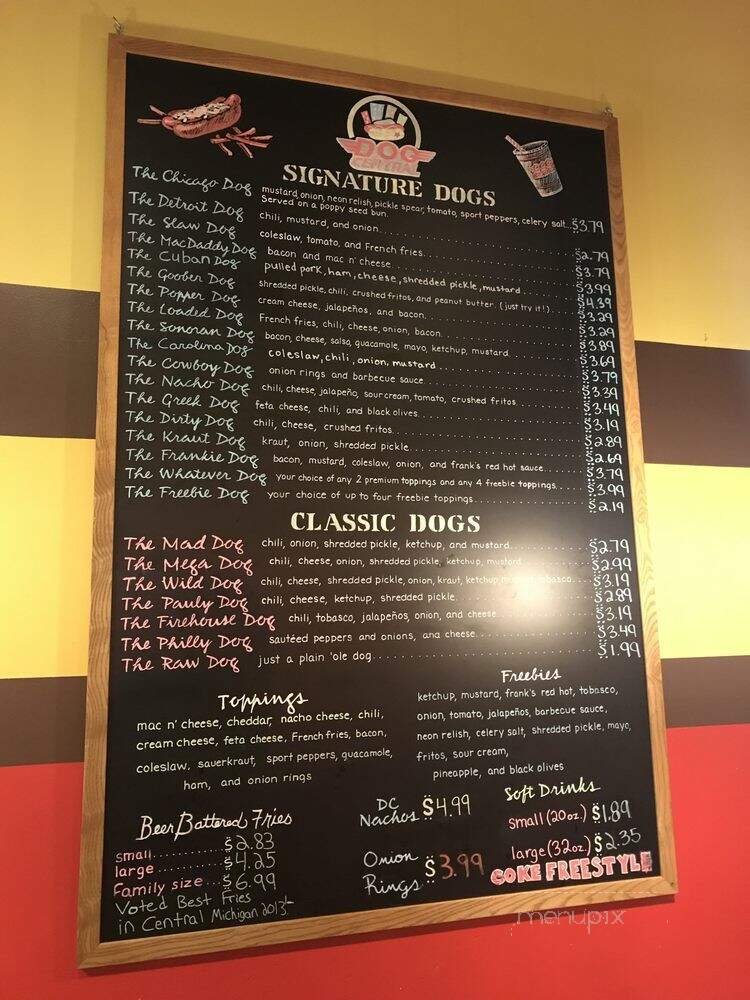 DOG
CENTRAL
SIGNATURE DOGS
The Chicago Dog mustard, onion, neon relish, pickle spear, tomato, sport peppers, celery salt...$3.79
Served on a poppy seed bun.
The Detroit Dog chili, mustard, and onion $2.79
The Slaw Dog coleslaw, tomato, and French fries $3.79
The MacDaddy Dog bacon and mac n' cheese $3.99
The Cuban Dog pulled pork, ham, cheese, shredded pickle, mustard $4.39
The Goober Dog shredded pickle, chili, crushed fritos, and peanut butter. (just try it!) $3.29
The Popper Dog cream cheese, jalapeños, and bacon $3.29
The Loaded Dog French fries, chili, cheese, onion, bacon $3.89
The Sonoran Dog bacon, cheese, salsa, guacamole, mayo, ketchup, mustard $3.69
The Carolina Dog coleslaw, chili, onion, mustard $3.79
The Cowboy Dog onion rings and barbecue sauce $3.39
The Nacho Dog chili, cheese, jalapeño, sour cream, tomato, crushed fritos $3.49
The Greek Dog feta cheese, chili, and black olives $3.19
The Dirty Dog chili, cheese, crushed fritos $2.89
The Kraut Dog kraut, onion, shredded pickle $2.69
The Frankie Dog bacon, mustard, coleslaw, onion, and frank's red hot sauce $3.79
The Whatever Dog your choice of any 2 premium toppings and any 4 freebie toppings $3.99
The Freebie Dog your choice of up to four freebie toppings $2.19
CLASSIC DOGS
The Mad Dog chili, onion, shredded pickle, ketchup, and mustard $2.79
The Mega Dog chili, cheese, onion, shredded pickle, ketchup, mustard $2.99
The Wild Dog chili, cheese, shredded pickle, onion, kraut, ketchup, mustard, tobasco $3.19
The Pauly Dog chili, cheese, ketchup, shredded pickle $2.89
The Firehouse Dog chili, tobasco, jalapeños, onion, and cheese $3.19
The Philly Dog sautéed peppers and onions, and cheese $3.49
The Raw Dog just a plain 'ole dog $1.99
Toppings
mac n' cheese, cheddar, nacho cheese, chili,
cream cheese, feta cheese, French fries, bacon,
coleslaw, sauerkraut, sport peppers, guacamole,
ham, and onion rings
Freebies
ketchup, mustard, frank's red hot, tobasco,
onion, tomato, jalapeños, barbecue sauce,
neon relish, celery salt, shredded pickle, mayo,
fritos, sour cream,
pineapple, and black olives
Beer Battered Fries
small $2.83
large $4.25
Family size $6.99
Voted Best Fries
in Central Michigan 2013!
DC
Nachos $4.99
Onion
Rings $3.99
Soft Drinks
small (20oz.) $1.89
large (32oz.) $2.35
COKE FREESTYLE
menupix